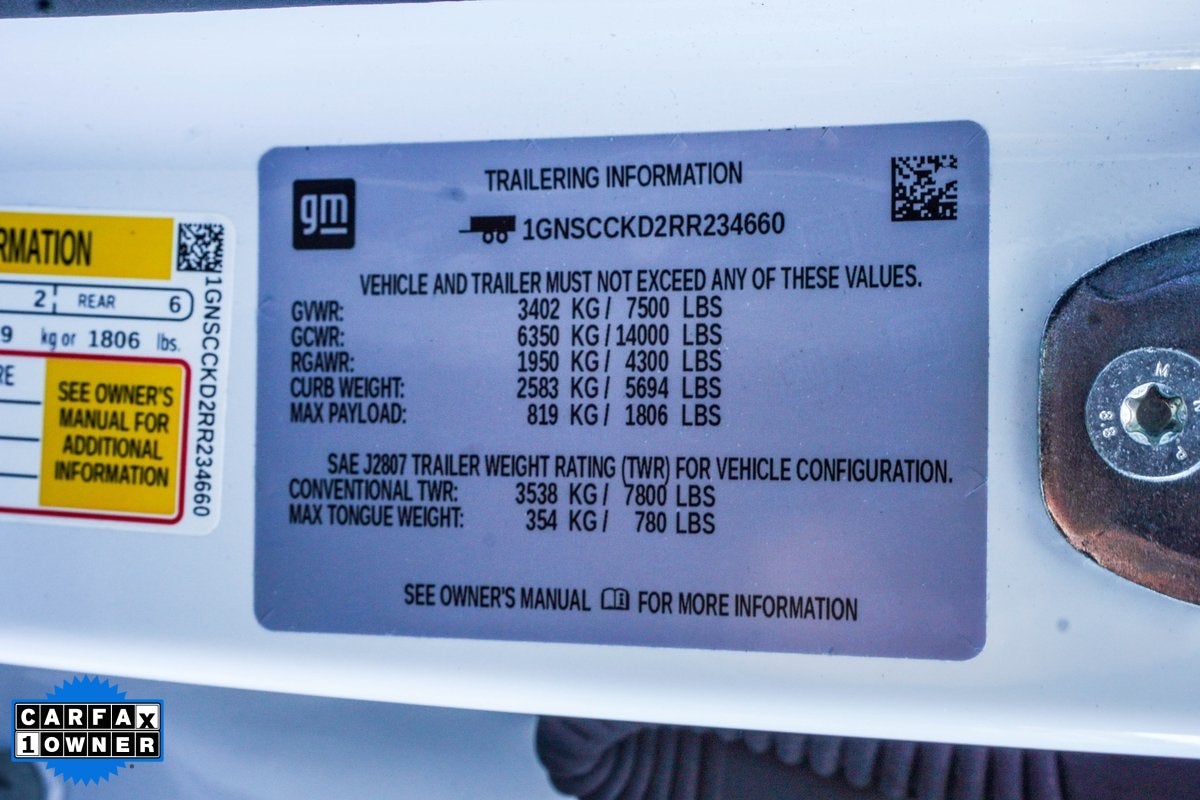 RMATION
2 REAR 6
9 kg or 1806 lbs.
RE
SEE OWNER'S
MANUAL FOR
ADDITIONAL
INFORMATION
1GNSCCKD2RR234660
gm
TRAILERING INFORMATION
1GNSCCKD2RR234660
VEHICLE AND TRAILER MUST NOT EXCEED ANY OF THESE VALUES.
GVWR: 3402 KG / 7500 LBS
GCWR: 6350 KG / 14000 LBS
RGAWR: 1950 KG / 4300 LBS
CURB WEIGHT: 2583 KG / 5694 LBS
MAX PAYLOAD: 819 KG / 1806 LBS
SAE J2807 TRAILER WEIGHT RATING (TWR) FOR VEHICLE CONFIGURATION.
CONVENTIONAL TWR: 3538 KG / 7800 LBS
MAX TONGUE WEIGHT: 354 KG / 780 LBS
SEE OWNER'S MANUAL FOR MORE INFORMATION
M
8.8
CARFAX
1 OWNER